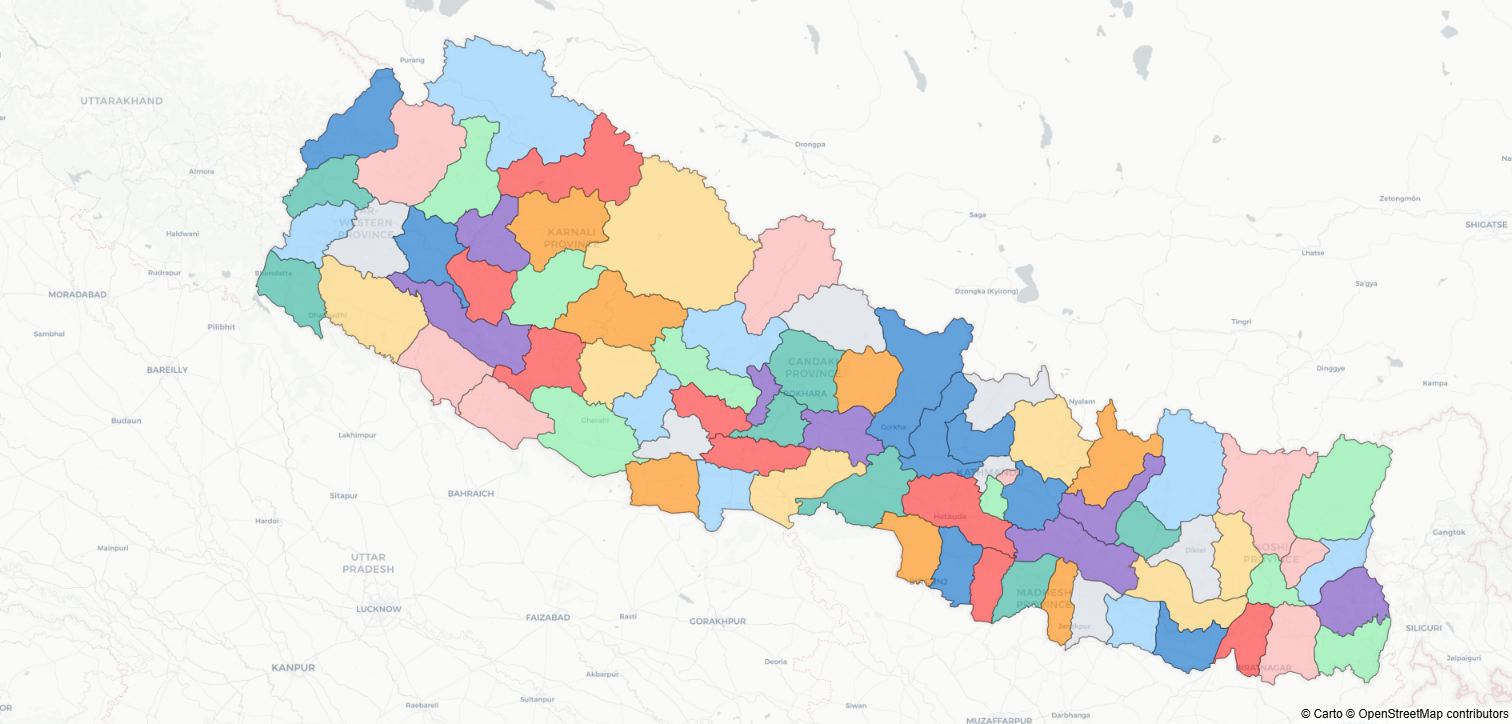 Purang
UTTARAKHAND
Drongpa
Almora
Zetongmön
Saga
SHIGATSE
WESTERN
PROVINCE
Haldwani
KARNALI
PROVINCE
Lhatse
Rudrapur
Sa'gya
MORADABAD
Dzongka (Kyirong)
Dhangadhi
Tingri
Pilibhit
Sambhal
GANDAKI
PROVINCE
Dinggye
BAREILLY
Kampa
POKHARA
Nyalam
Budaun
Ghorahi
Gorkha
Lakhimpur
KATHMANDU
Sitapur
BAHRAICH
Hardoi
Hetauda
Gangtok
Mainpuri
Diktel
KOSHI
PROVINCE
UTTAR
PRADESH
BIRGUNJ
MADHESH
PROVINCE
LUCKNOW
FAIZABAD
Basti
GORAKHPUR
Janakpur
SILIGURI
Jalpaiguri
KANPUR
Deoria
BIRATNAGAR
Akbarpur
Sultanpur
Raebareli
Siwan
Darbhanga
MUZAFFARPUR
© Carto © OpenStreetMap contributors